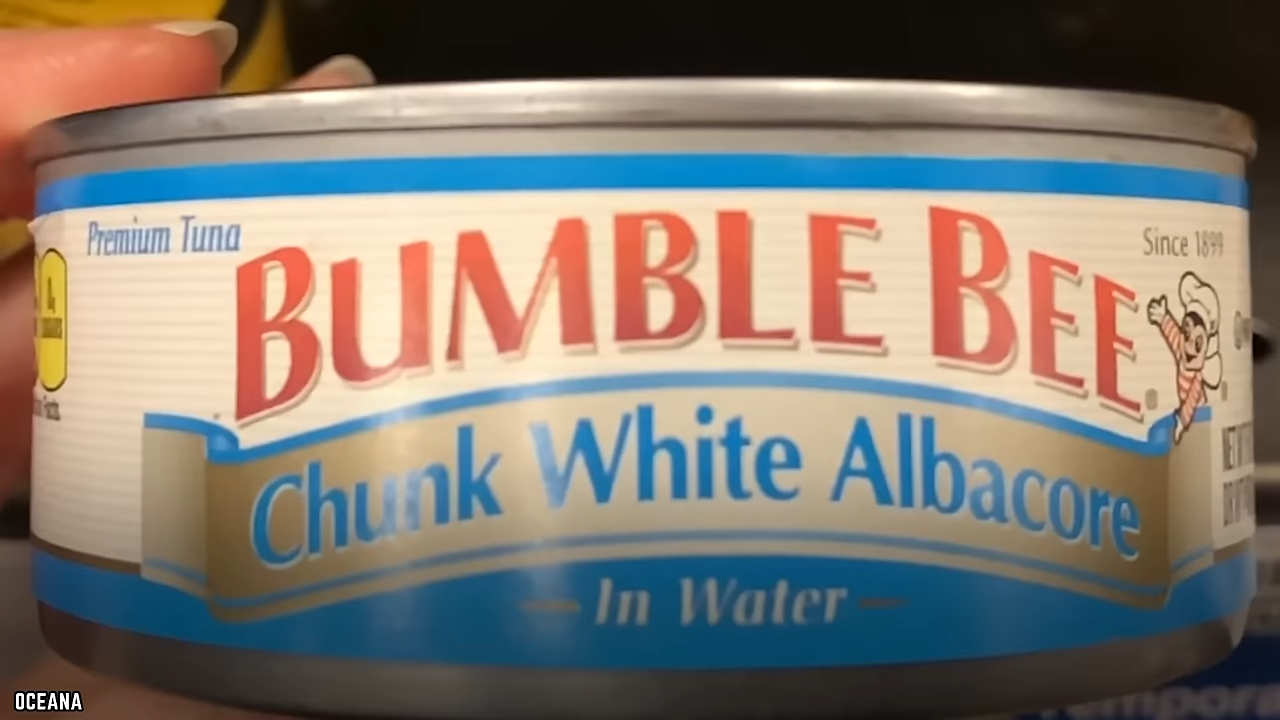 Premium Tuna
BUMBLE BEE®
Since 1899
Chunk White Albacore
In Water
OCEANA